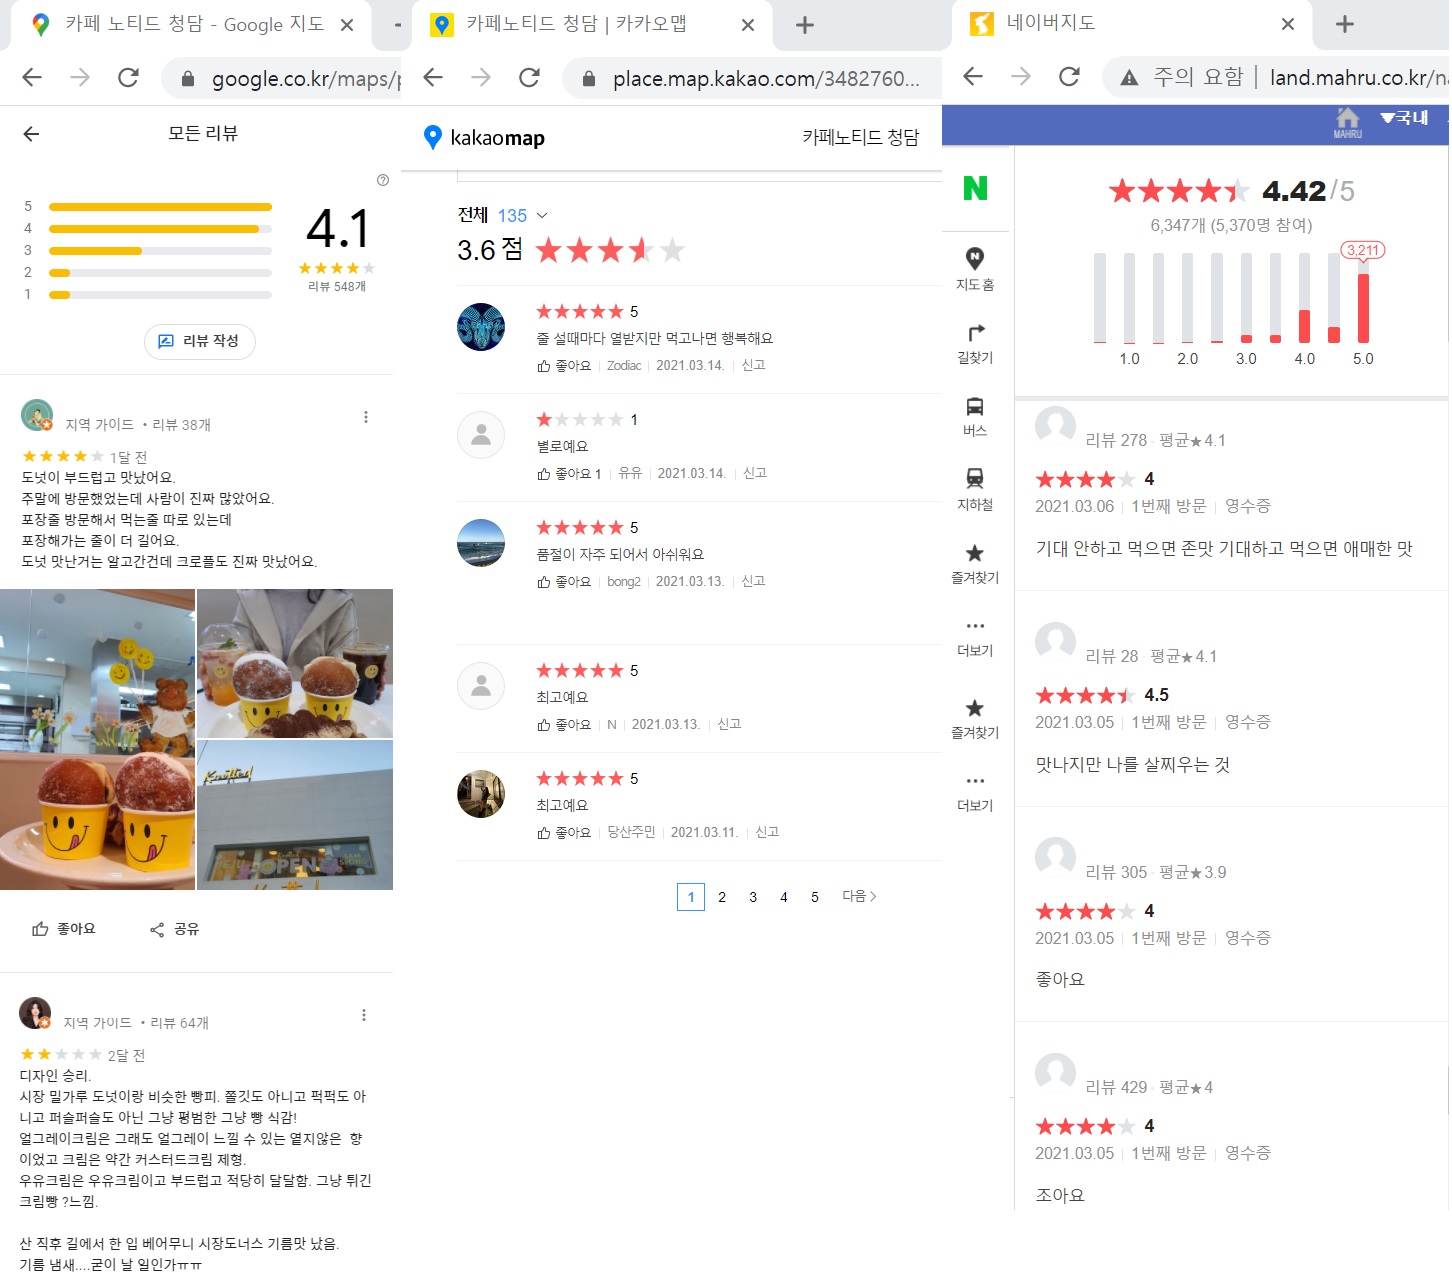 카페 노티드 청담 - Google 지도
google.co.kr/maps/p
모든 리뷰
5
4
3
2
1
4.1
리뷰 548개
리뷰 작성
지역 가이드 · 리뷰 38개
1달 전
도넛이 부드럽고 맛났어요.
주말에 방문했었는데 사람이 진짜 많았어요.
포장줄 방문해서 먹는줄 따로 있는데
포장해가는 줄이 더 길어요.
도넛 맛난거는 알고간건데 크로플도 진짜 맛났어요.
Knotted
OPEN
좋아요
공유
지역 가이드 · 리뷰 64개
2달 전
디자인 승리.
시장 밀가루 도넛이랑 비슷한 빵피. 쫄깃도 아니고 퍽퍽도 아
니고 퍼슬퍼슬도 아닌 그냥 평범한 그냥 빵 식감!
얼그레이크림은 그래도 얼그레이 느낄 수 있는 옅지않은 향
이었고 크림은 약간 커스터드크림 제형.
우유크림은 우유크림이고 부드럽고 적당히 달달함. 그냥 튀긴
크림빵 ?느낌.
산 직후 길에서 한 입 베어무니 시장도너스 기름맛 났음.
기름 냄새....굳이 날 일인가ㅠㅠ
카페노티드 청담 | 카카오맵
place.map.kakao.com/3482760...
kakaomap
카페노티드 청담
전체 135
3.6 점
5
줄 설때마다 열받지만 먹고나면 행복해요
좋아요 Zodiac 2021.03.14. 신고
1
별로예요
좋아요 1 유유 2021.03.14. 신고
5
품절이 자주 되어서 아쉬워요
좋아요 bong2 2021.03.13. 신고
5
최고예요
좋아요 N 2021.03.13. 신고
5
최고예요
좋아요 당산주민 2021.03.11. 신고
1 2 3 4 5 다음
네이버지도
주의 요함 | land.mahru.co.kr/na
MAHRU
▼국내
N
지도 홈
길찾기
버스
지하철
즐겨찾기
더보기
즐겨찾기
더보기
4.42/5
6,347개 (5,370명 참여)
3,211
1.0 2.0 3.0 4.0 5.0
리뷰 278 · 평균★4.1
4
2021.03.06 1번째 방문 영수증
기대 안하고 먹으면 존맛 기대하고 먹으면 애매한 맛
리뷰 28 · 평균★4.1
4.5
2021.03.05 1번째 방문 영수증
맛나지만 나를 살찌우는 것
리뷰 305 · 평균★3.9
4
2021.03.05 1번째 방문 영수증
좋아요
리뷰 429 · 평균★4
4
2021.03.05 1번째 방문 영수증
조아요